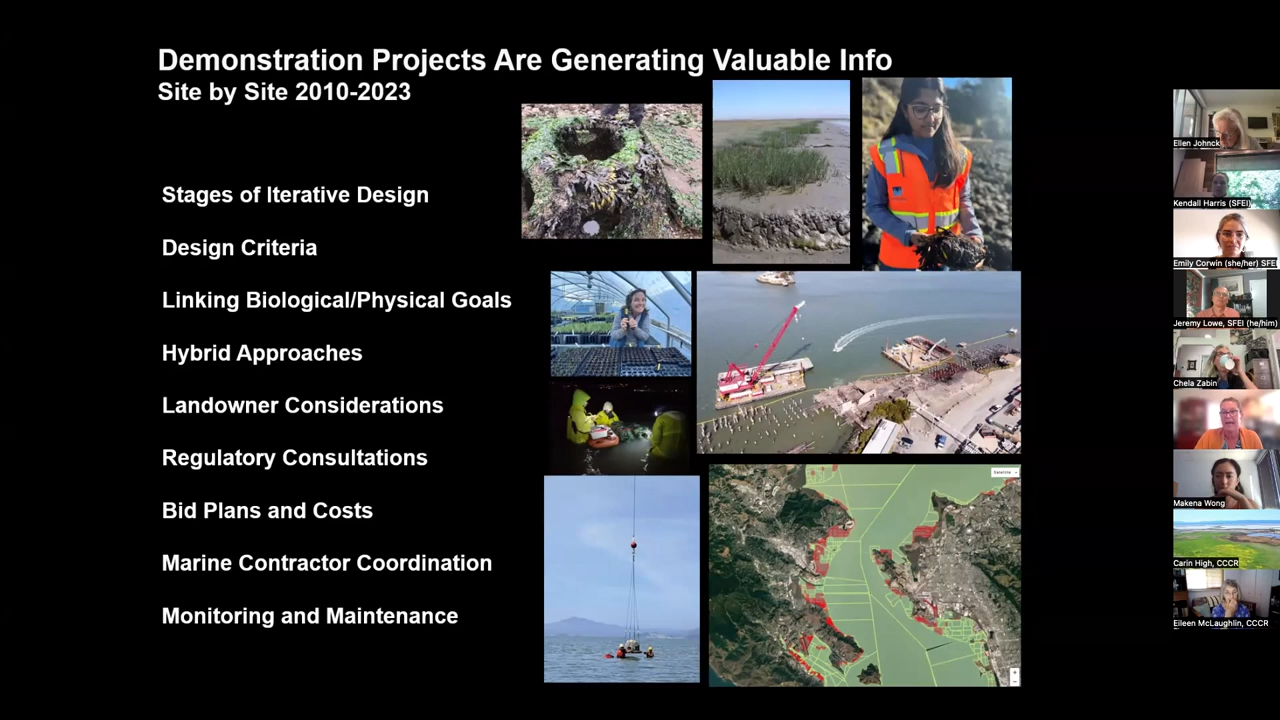 Demonstration Projects Are Generating Valuable Info
Site by Site 2010-2023
Stages of Iterative Design
Design Criteria
Linking Biological/Physical Goals
Hybrid Approaches
Landowner Considerations
Regulatory Consultations
Bid Plans and Costs
Marine Contractor Coordination
Monitoring and Maintenance
Ellen Johnck
Kendall Harris (SFEI)
Emily Corwin (she/her) SFEI
Jeremy Lowe, SFEI (he/him)
Chela Zabin
Makena Wong
Carin High, CCCR
Eileen McLaughlin, CCCR